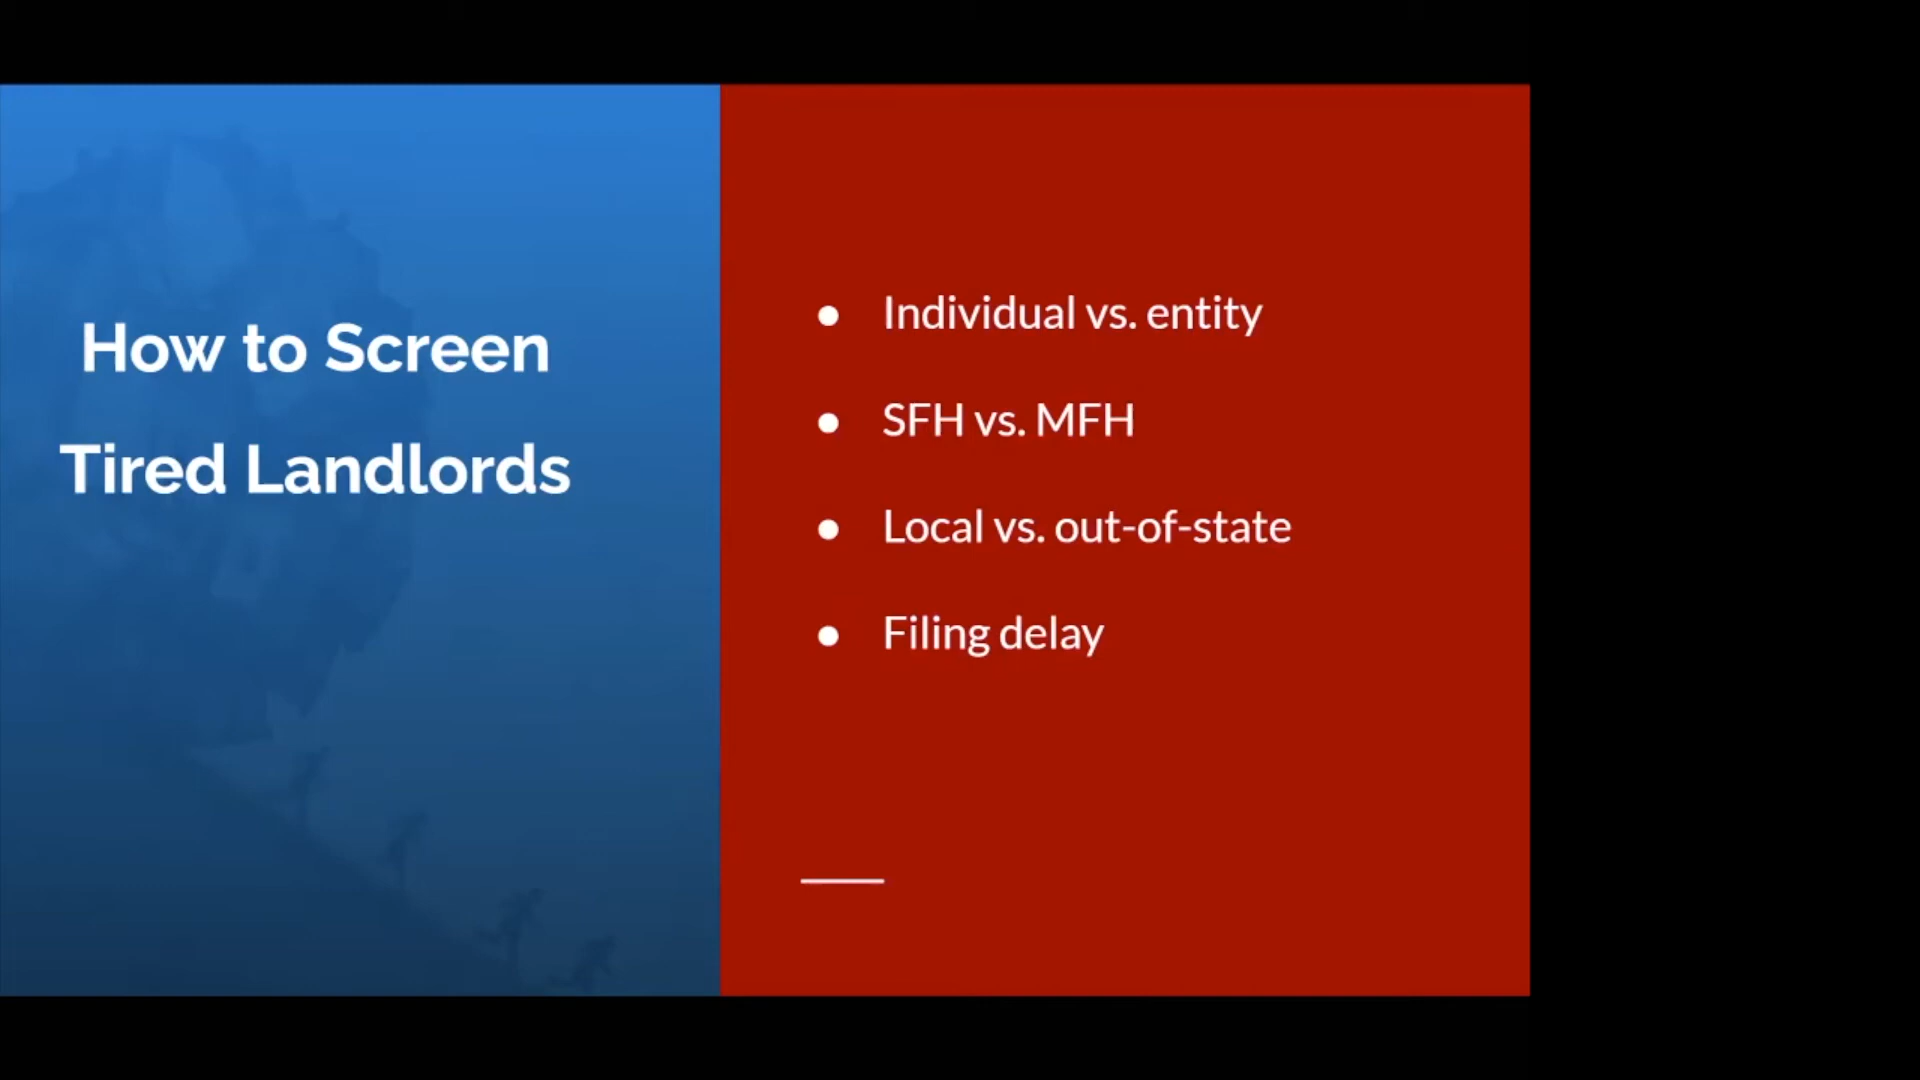 How to Screen
Tired Landlords
● Individual vs. entity
● SFH vs. MFH
● Local vs. out-of-state
● Filing delay